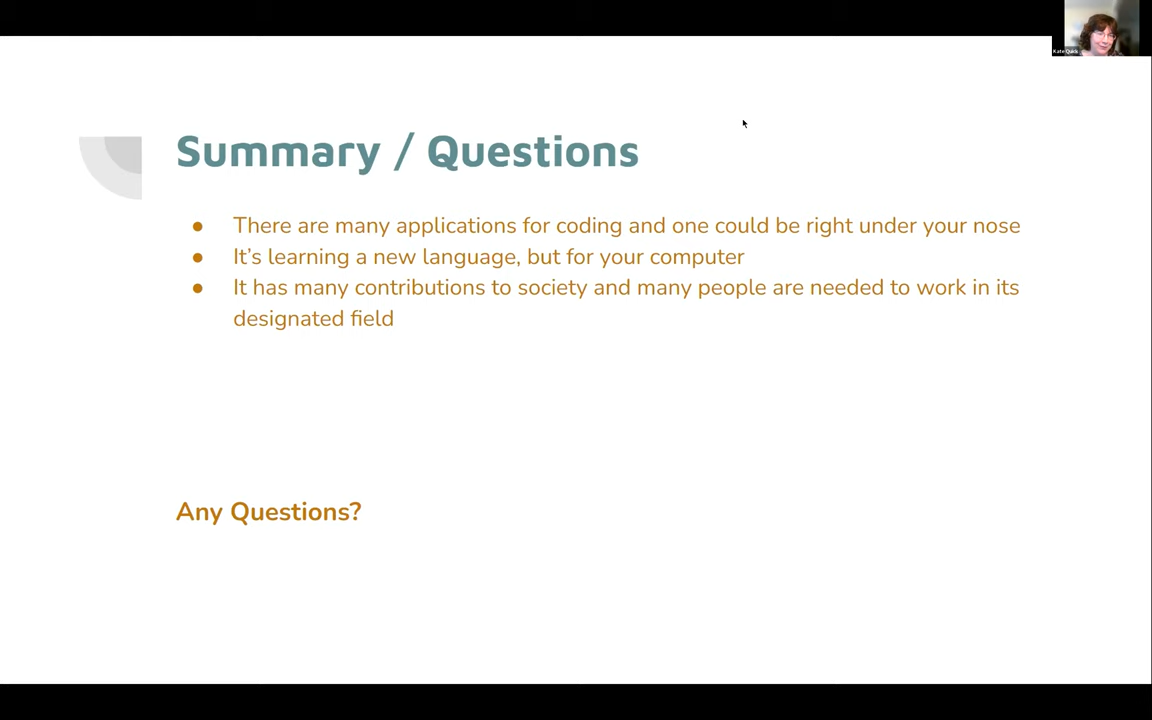 Kate Quick
Summary / Questions
● There are many applications for coding and one could be right under your nose
● It's learning a new language, but for your computer
● It has many contributions to society and many people are needed to work in its
designated field
Any Questions?